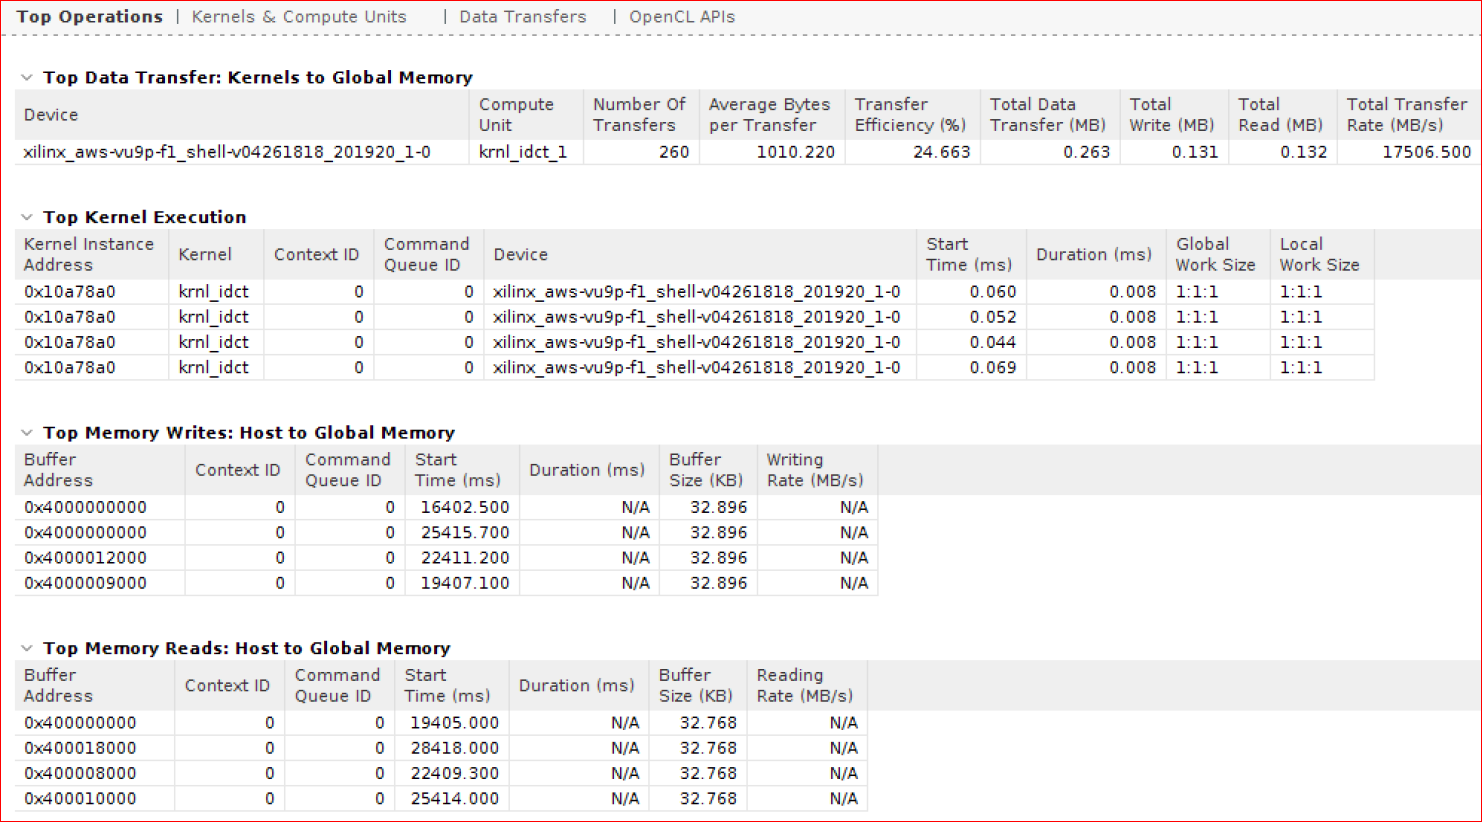 Top Operations | Kernels & Compute Units | Data Transfers | OpenCL APIs
Top Data Transfer: Kernels to Global Memory
Device Compute Unit Number Of Transfers Average Bytes per Transfer Transfer Efficiency (%) Total Data Transfer (MB) Total Write (MB) Total Read (MB) Total Transfer Rate (MB/s)
xilinx_aws-vu9p-f1_shell-v04261818_201920_1-0 krnl_idct_1 260 1010.220 24.663 0.263 0.131 0.132 17506.500
Top Kernel Execution
Kernel Instance Address Kernel Context ID Command Queue ID Device Start Time (ms) Duration (ms) Global Work Size Local Work Size
0x10a78a0 krnl_idct 0 0 xilinx_aws-vu9p-f1_shell-v04261818_201920_1-0 0.060 0.008 1:1:1 1:1:1
0x10a78a0 krnl_idct 0 0 xilinx_aws-vu9p-f1_shell-v04261818_201920_1-0 0.052 0.008 1:1:1 1:1:1
0x10a78a0 krnl_idct 0 0 xilinx_aws-vu9p-f1_shell-v04261818_201920_1-0 0.044 0.008 1:1:1 1:1:1
0x10a78a0 krnl_idct 0 0 xilinx_aws-vu9p-f1_shell-v04261818_201920_1-0 0.069 0.008 1:1:1 1:1:1
Top Memory Writes: Host to Global Memory
Buffer Address Context ID Command Queue ID Start Time (ms) Duration (ms) Buffer Size (KB) Writing Rate (MB/s)
0x4000000000 0 0 16402.500 N/A 32.896 N/A
0x4000000000 0 0 25415.700 N/A 32.896 N/A
0x4000012000 0 0 22411.200 N/A 32.896 N/A
0x4000009000 0 0 19407.100 N/A 32.896 N/A
Top Memory Reads: Host to Global Memory
Buffer Address Context ID Command Queue ID Start Time (ms) Duration (ms) Buffer Size (KB) Reading Rate (MB/s)
0x400000000 0 0 19405.000 N/A 32.768 N/A
0x400018000 0 0 28418.000 N/A 32.768 N/A
0x400008000 0 0 22409.300 N/A 32.768 N/A
0x400010000 0 0 25414.000 N/A 32.768 N/A